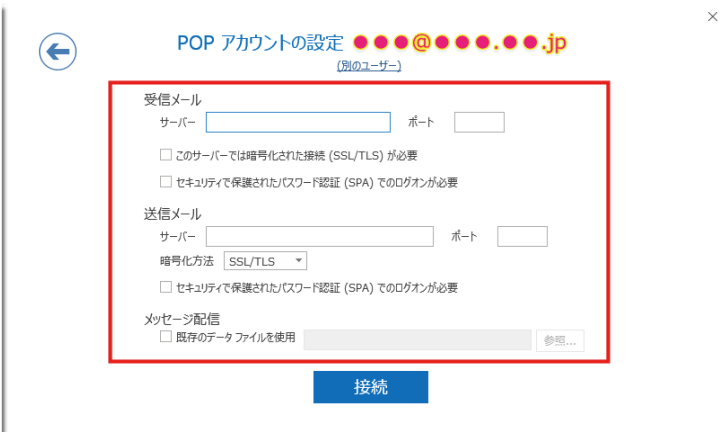 POP アカウントの設定 ●●●@●●●.●●.jp
(別のユーザー)
受信メール
サーバー ポート
このサーバーでは暗号化された接続 (SSL/TLS) が必要
セキュリティで保護されたパスワード認証 (SPA) でのログオンが必要
送信メール
サーバー ポート
暗号化方法 SSL/TLS
セキュリティで保護されたパスワード認証 (SPA) でのログオンが必要
メッセージ配信
既存のデータ ファイルを使用 参照...
接続